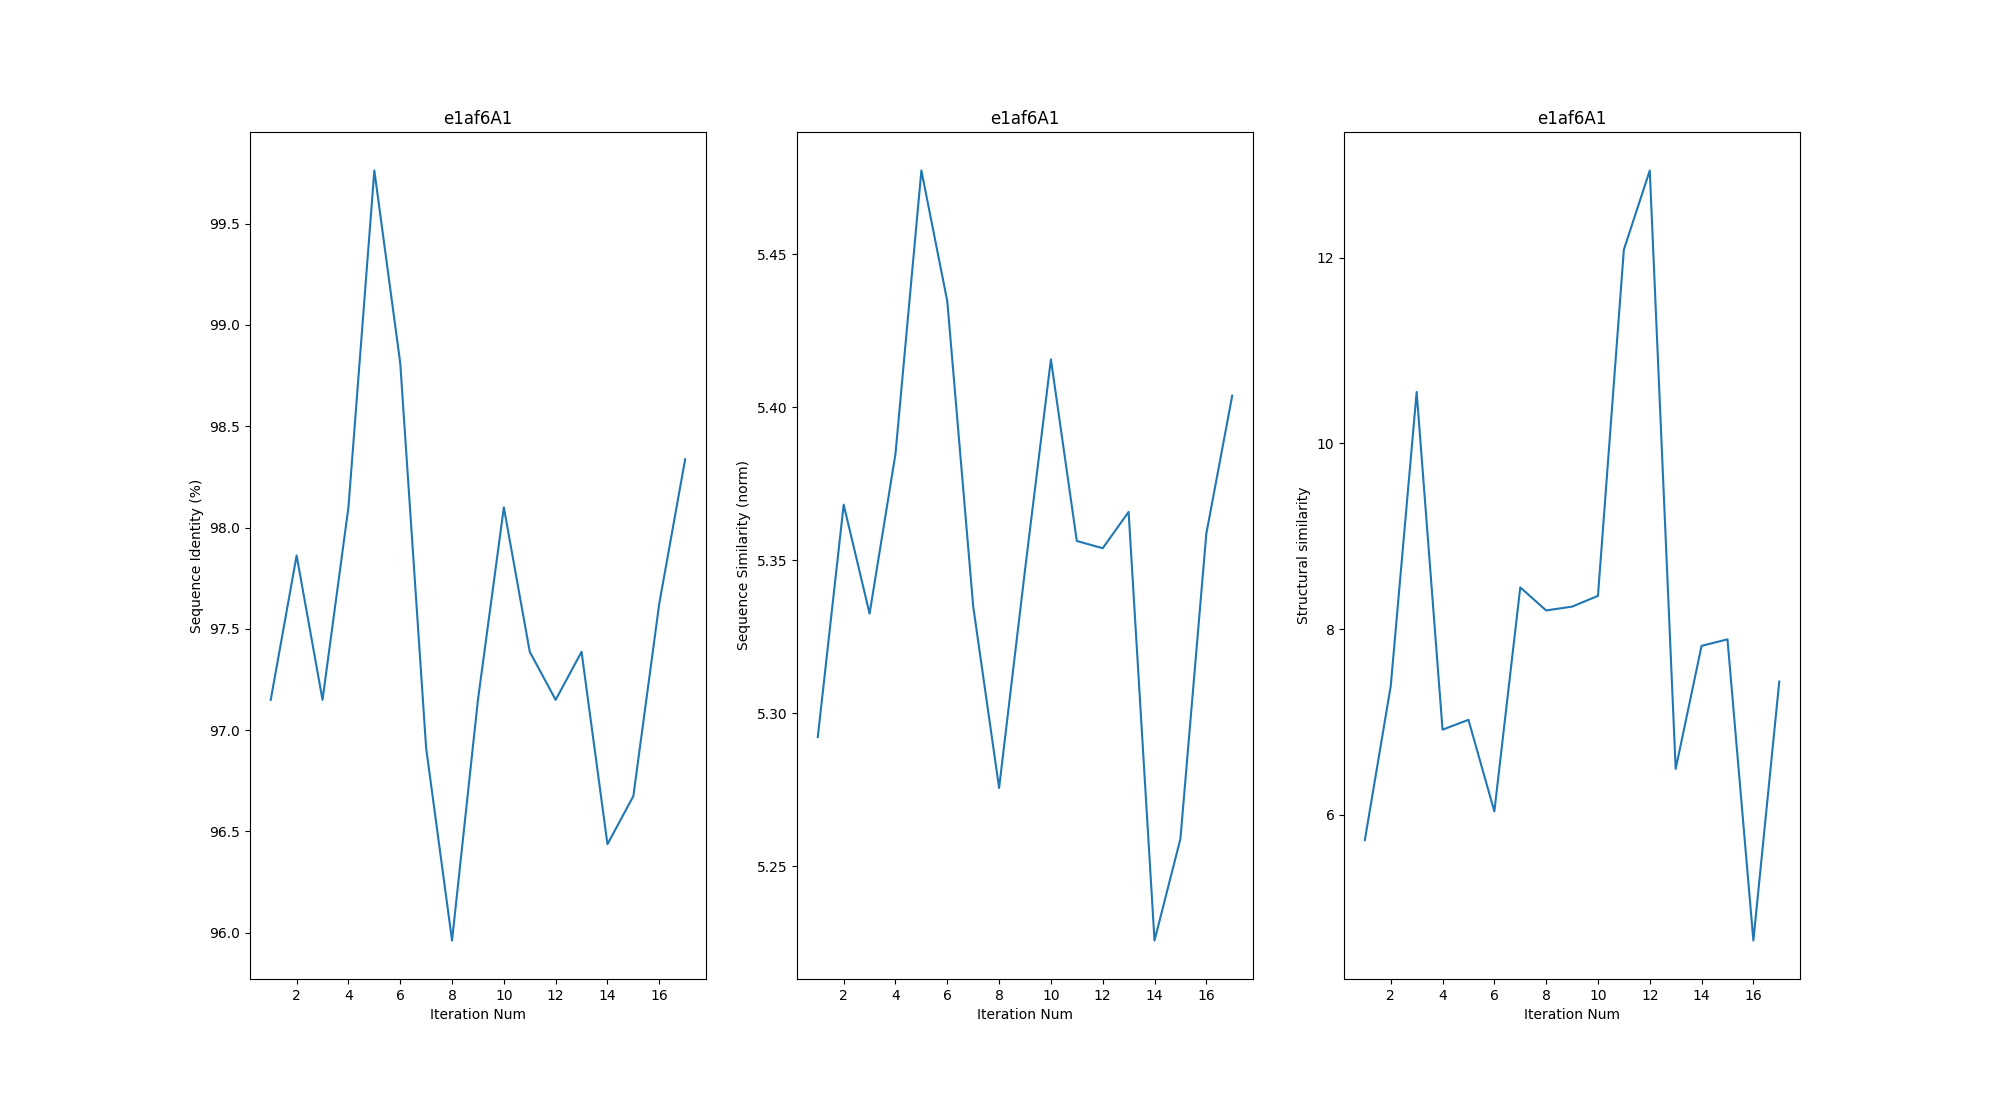 e1af6A1
99.5
99.0
98.5
98.0
97.5
97.0
96.5
96.0
Sequence Identity (%)
2 4 6 8 10 12 14 16
Iteration Num
e1af6A1
5.45
5.40
5.35
5.30
5.25
Sequence Similarity (norm)
2 4 6 8 10 12 14 16
Iteration Num
e1af6A1
12
10
8
6
Structural similarity
2 4 6 8 10 12 14 16
Iteration Num